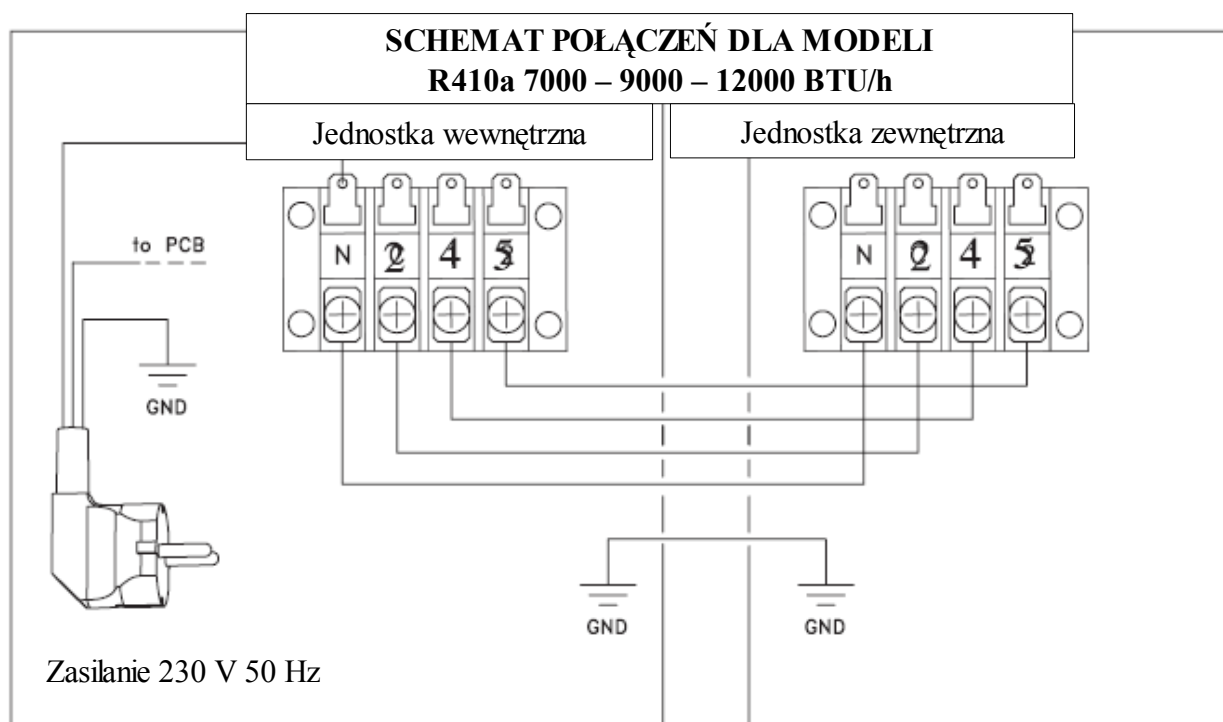 SCHEMAT POŁĄCZEŃ DLA MODELI
R410a 7000 – 9000 – 12000 BTU/h
Jednostka wewnętrzna
Jednostka zewnętrzna
to PCB
N 2 4 5
N 2 4 5
GND
GND
GND
Zasilanie 230 V 50 Hz